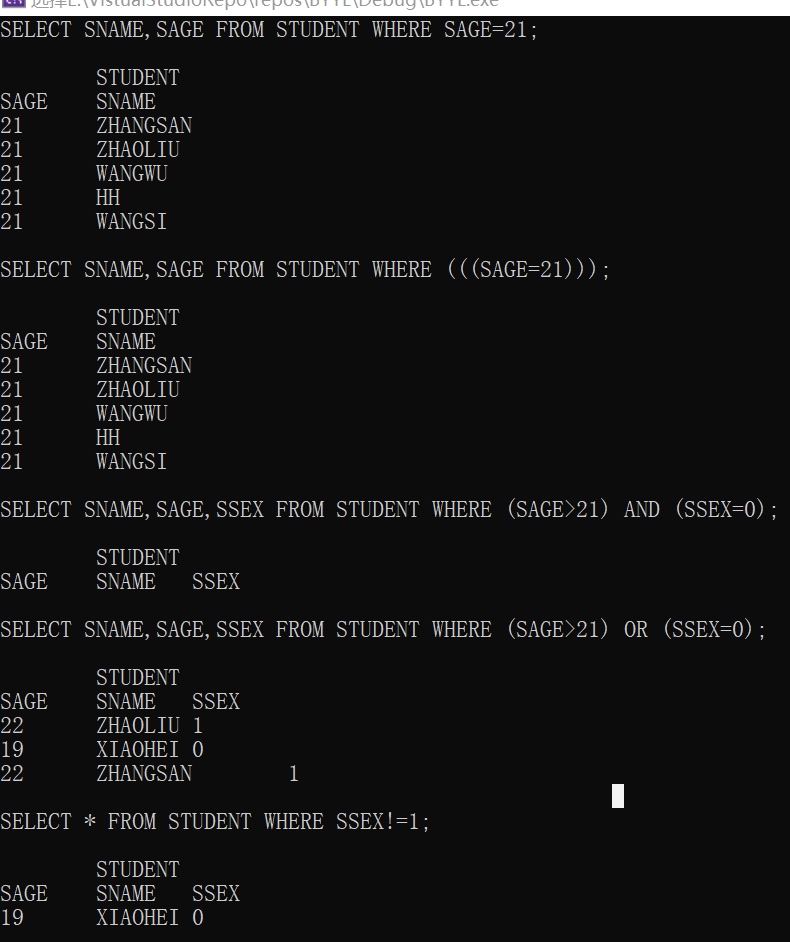 选择E:\VistualStudioRepo\repos\BYYL\Debug\BYYL.exe
SELECT SNAME,SAGE FROM STUDENT WHERE SAGE=21;
STUDENT
SAGE SNAME
21 ZHANGSAN
21 ZHAOLIU
21 WANGWU
21 HH
21 WANGSI
SELECT SNAME,SAGE FROM STUDENT WHERE (((SAGE=21)));
STUDENT
SAGE SNAME
21 ZHANGSAN
21 ZHAOLIU
21 WANGWU
21 HH
21 WANGSI
SELECT SNAME,SAGE,SSEX FROM STUDENT WHERE (SAGE>21) AND (SSEX=0);
STUDENT
SAGE SNAME SSEX
SELECT SNAME,SAGE,SSEX FROM STUDENT WHERE (SAGE>21) OR (SSEX=0);
STUDENT
SAGE SNAME SSEX
22 ZHAOLIU 1
19 XIAOHEI 0
22 ZHANGSAN 1
SELECT * FROM STUDENT WHERE SSEX!=1;
STUDENT
SAGE SNAME SSEX
19 XIAOHEI 0